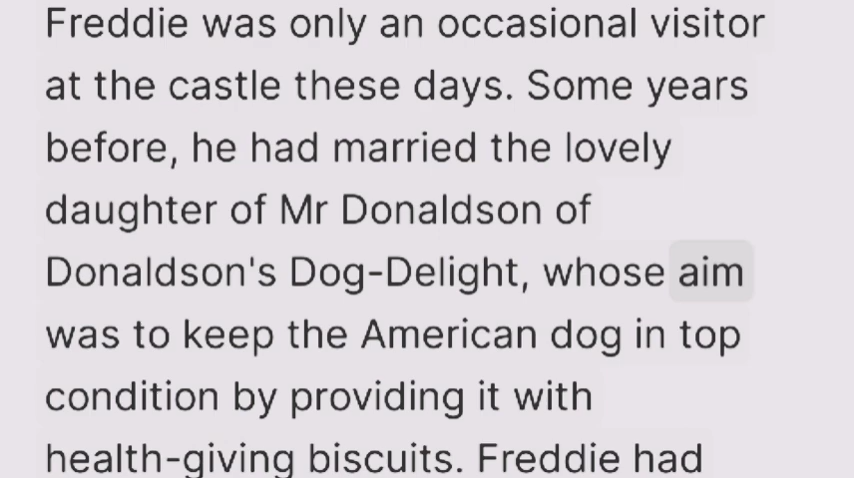 Freddie was only an occasional visitor
at the castle these days. Some years
before, he had married the lovely
daughter of Mr Donaldson of
Donaldson's Dog-Delight, whose aim
was to keep the American dog in top
condition by providing it with
health-giving biscuits. Freddie had